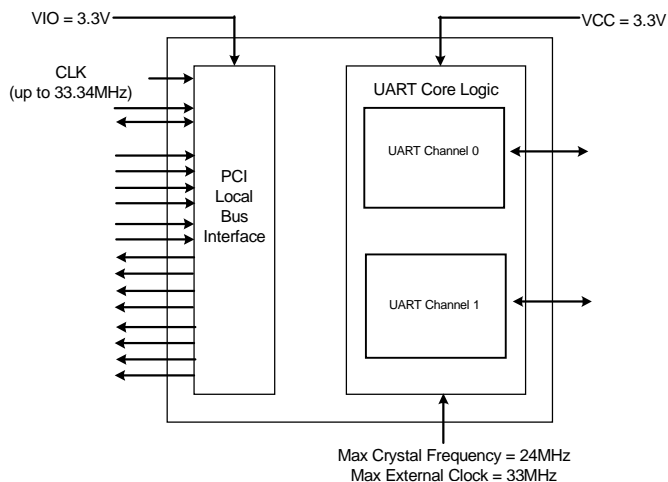 VIO = 3.3V
VCC = 3.3V
CLK
(up to 33.34MHz)
PCI
Local
Bus
Interface
UART Core Logic
UART Channel 0
UART Channel 1
Max Crystal Frequency = 24MHz
Max External Clock = 33MHz